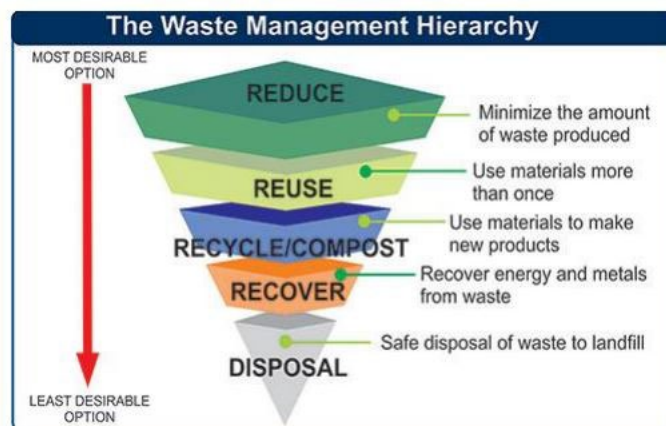 The Waste Management Hierarchy
MOST DESIRABLE
OPTION
REDUCE
Minimize the amount
of waste produced
REUSE
Use materials more
than once
RECYCLE/COMPOST
Use materials to make
new products
RECOVER
Recover energy and metals
from waste
DISPOSAL
Safe disposal of waste to landfill
LEAST DESIRABLE
OPTION